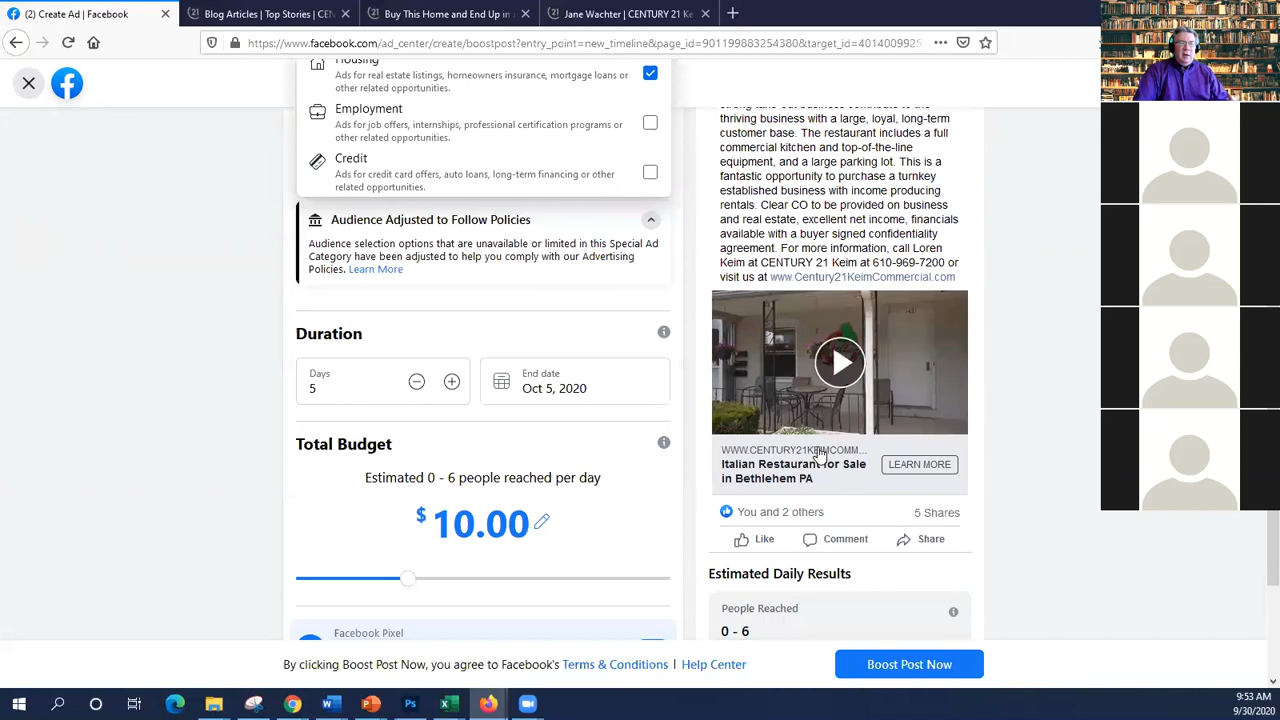 (2) Create Ad | Facebook
Blog Articles | Top Stories | CEN
Buy This Home and End Up in
Jane Wachter | CENTURY 21 Ke
https://www.facebook.com/ad_center/create/boostpost?entry_point=new_timeline&page_id=901199883254380&target_id=4014009925
Housing
Ads for real estate listings, homeowners insurance, mortgage loans or
other related opportunities.
Employment
Ads for job offers, internships, professional certification programs or
other related opportunities.
Credit
Ads for credit card offers, auto loans, long-term financing or other
related opportunities.
Audience Adjusted to Follow Policies
Audience selection options that are unavailable or limited in this Special Ad
Category have been adjusted to help you comply with our Advertising
Policies. Learn More
Duration
Days
5
End date
Oct 5, 2020
Total Budget
Estimated 0 - 6 people reached per day
$ 10.00
Facebook Pixel
thriving business with a large, loyal, long-term
customer base. The restaurant includes a full
commercial kitchen and top-of-the-line
equipment, and a large parking lot. This is a
fantastic opportunity to purchase a turnkey
established business with income producing
rentals. Clear CO to be provided on business
and real estate, excellent net income, financials
available with a buyer signed confidentiality
agreement. For more information, call Loren
Keim at CENTURY 21 Keim at 610-969-7200 or
visit us at www.Century21KeimCommercial.com
WWW.CENTURY21KEIMCOMM...
Italian Restaurant for Sale
in Bethlehem PA
LEARN MORE
You and 2 others
5 Shares
Like
Comment
Share
Estimated Daily Results
People Reached
0 - 6
By clicking Boost Post Now, you agree to Facebook's Terms & Conditions | Help Center
Boost Post Now
9:53 AM
9/30/2020